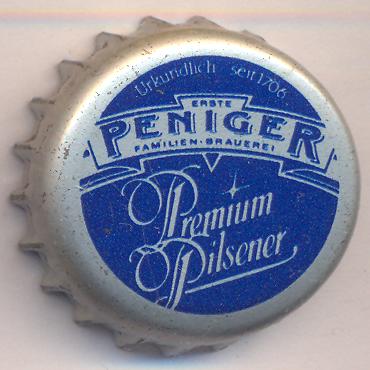 Urkundlich seit 1706
ERSTE
PENIGER
FAMILIEN-BRAUEREI
Premium
Pilsener